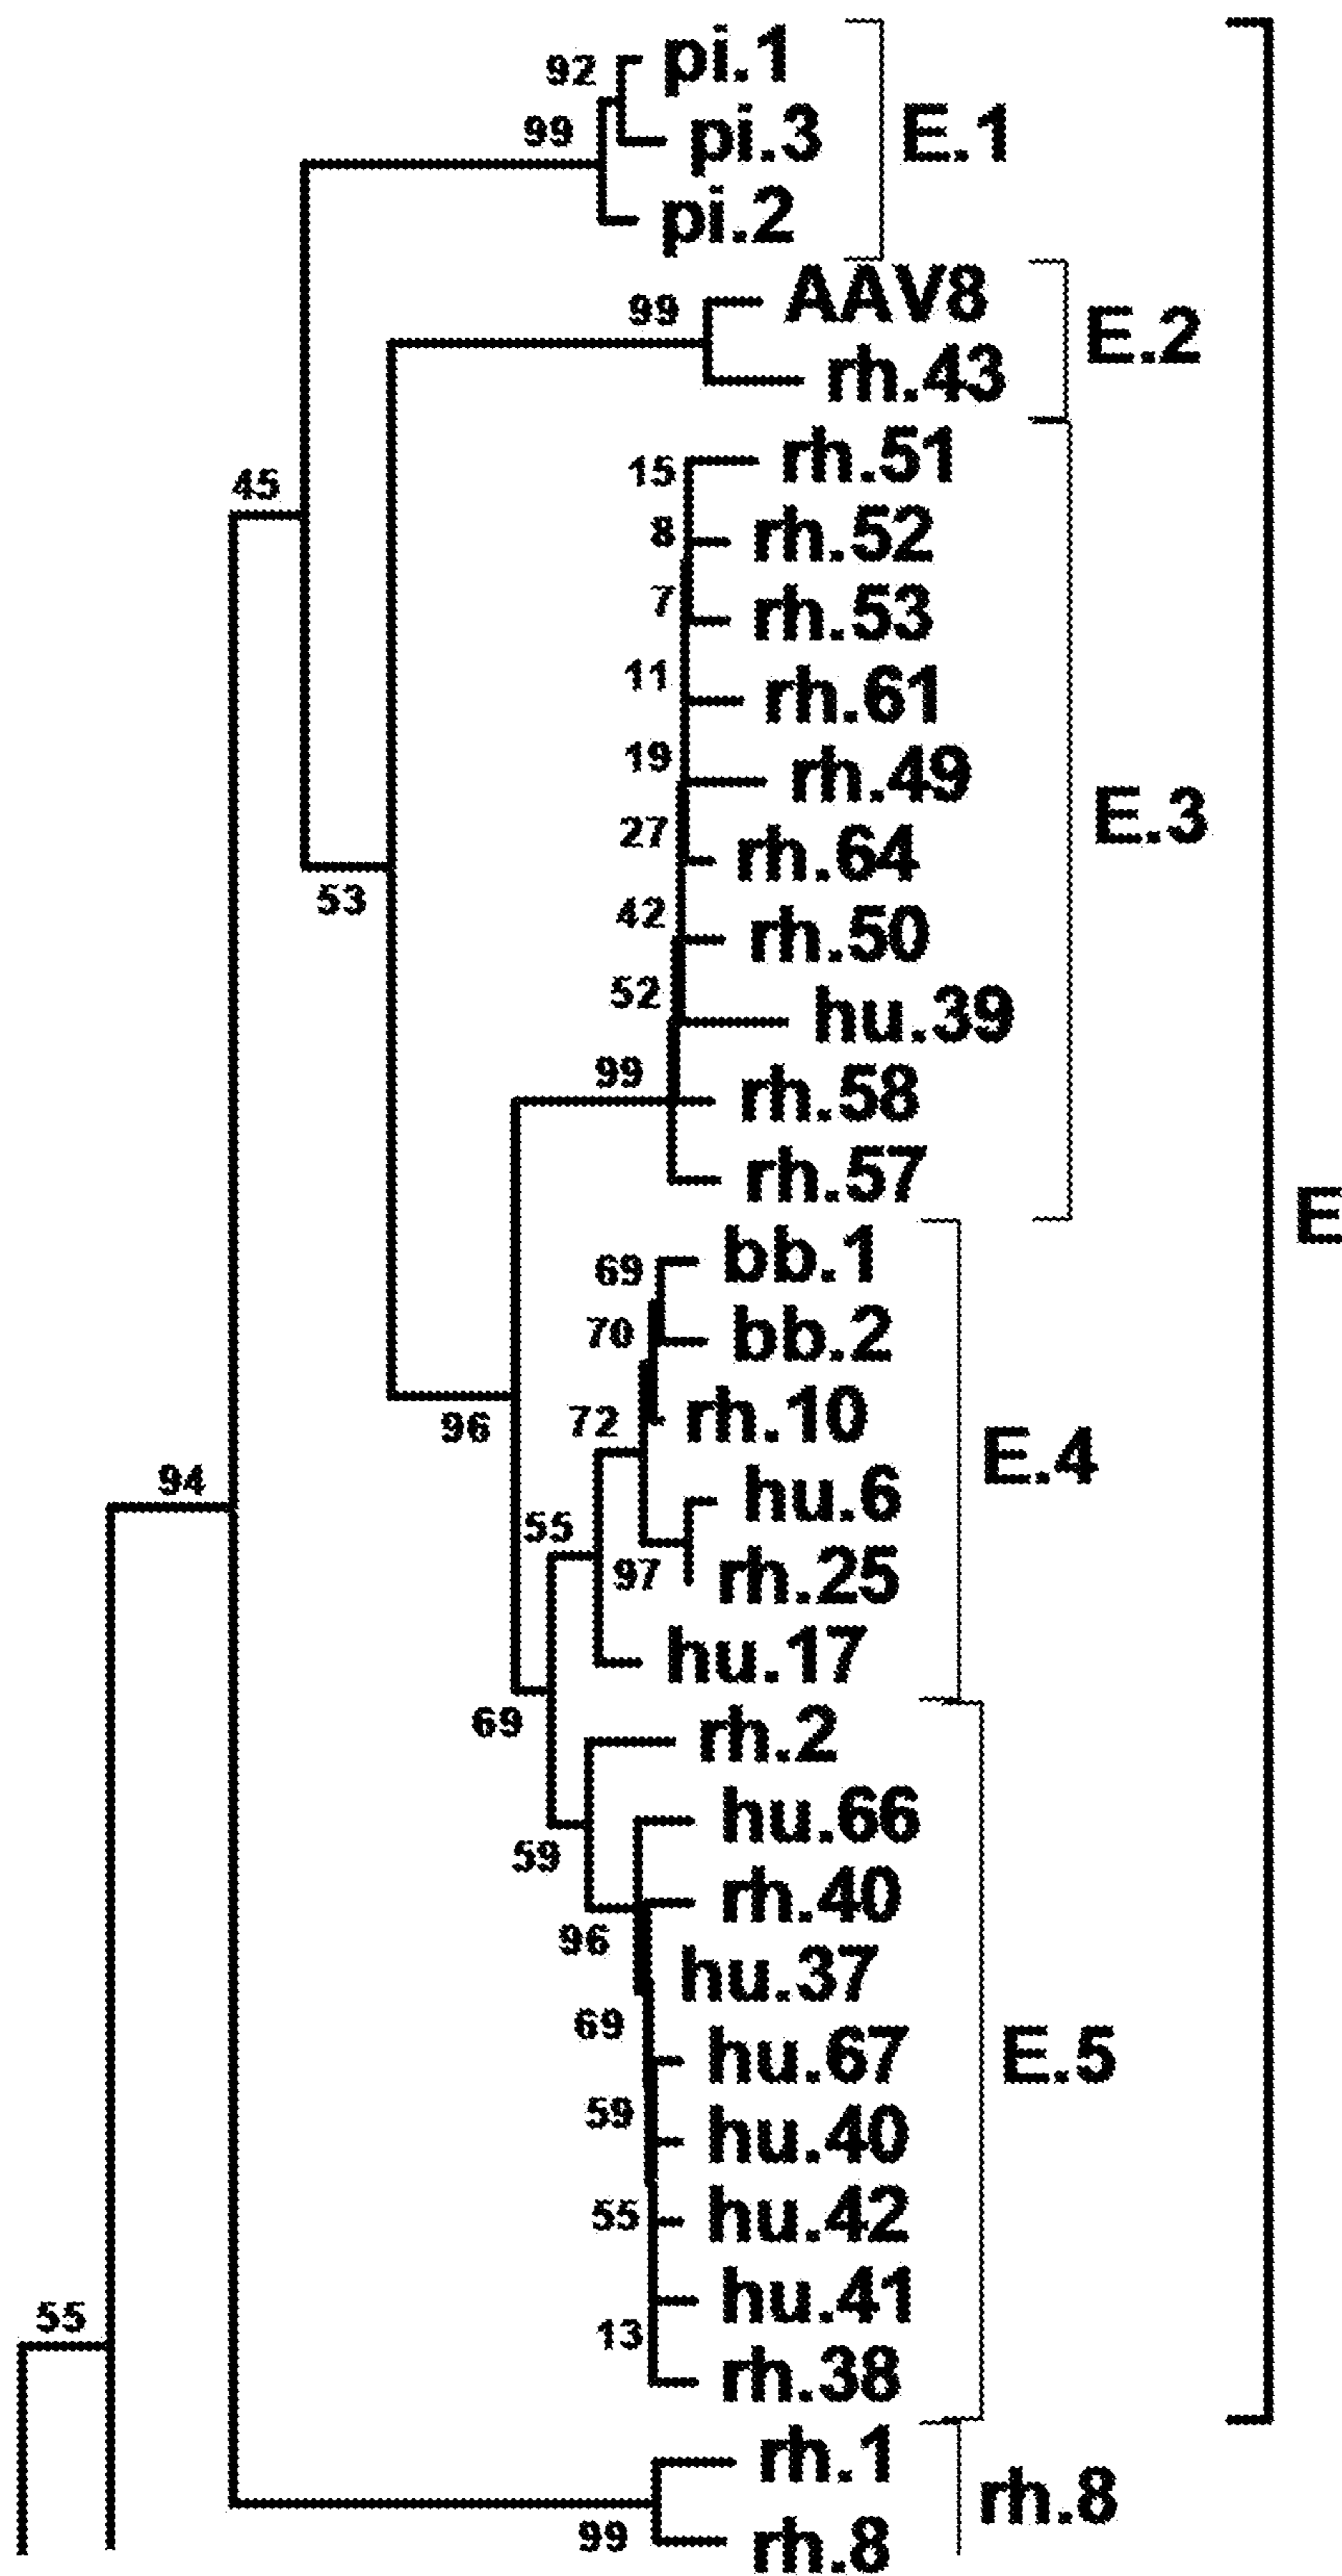 92 pi.1
99 pi.3 E.1
pi.2
99 AAV8 E.2
rh.43
45 15 rh.51
8 rh.52
7 rh.53
11 rh.61
19 rh.49 E.3
27 rh.64
53 42 rh.50
52 hu.39
99 rh.58
rh.57 E
69 bb.1
70 bb.2
96 72 rh.10 E.4
94 hu.6
55 97 rh.25
hu.17
69 rh.2
59 hu.66
96 rh.40
hu.37
69 hu.67 E.5
59 hu.40
55 hu.42
55 13 hu.41
rh.38
rh.1 rh.8
99 rh.8